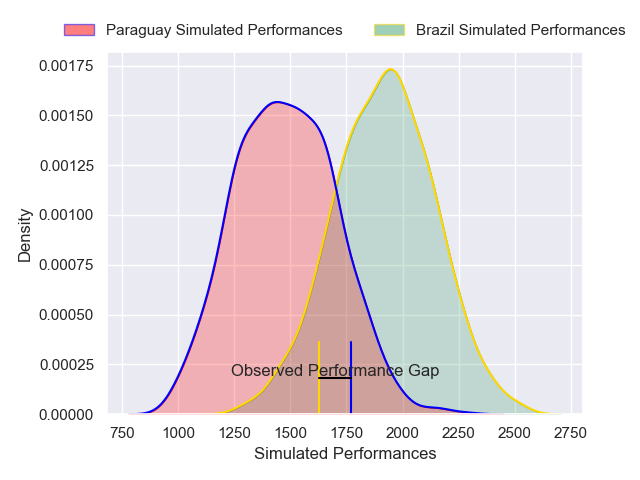 Paraguay Simulated Performances
Brazil Simulated Performances
0.00175
0.00150
0.00125
0.00100
0.00075
0.00050
0.00025
0.00000
Density
Observed Performance Gap
750 1000 1250 1500 1750 2000 2250 2500 2750
Simulated Performances